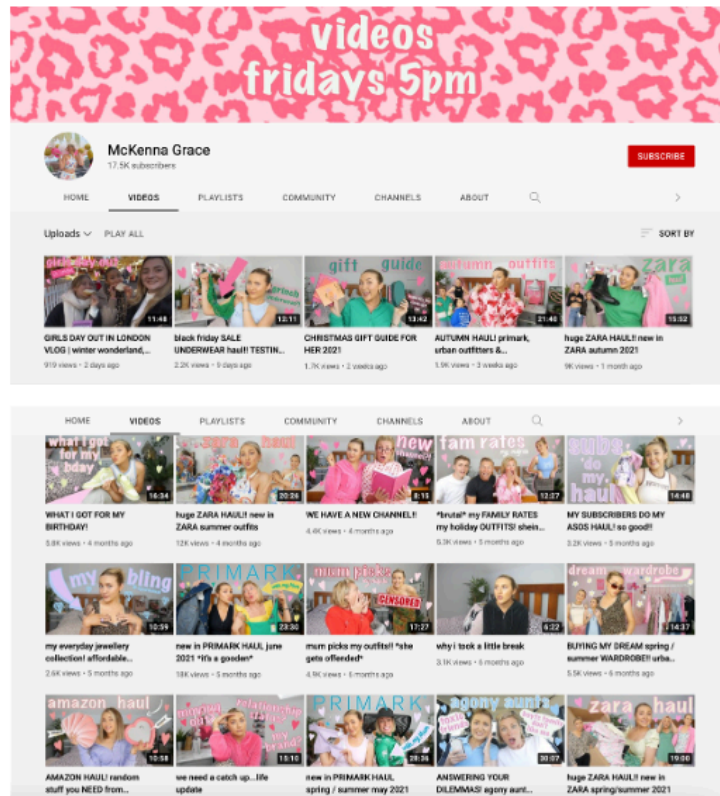 videos
fridays 5pm
McKenna Grace
17.5K subscribers
SUBSCRIBE
HOME VIDEOS PLAYLISTS COMMUNITY CHANNELS ABOUT
Uploads PLAY ALL SORT BY
girls day out
gift guide
autumn outfits
zara
11:48 12:11 13:42 21:40 15:52
GIRLS DAY OUT IN LONDON
VLOG | winter wonderland,...
919 views • 2 days ago
black friday SALE
UNDERWEAR haul!! TESTIN...
2.2K views • 9 days ago
CHRISTMAS GIFT GUIDE FOR
HER 2021
1.7K views • 2 weeks ago
AUTUMN HAUL! primark,
urban outfitters &...
1.9K views • 3 weeks ago
huge ZARA HAUL!! new in
ZARA autumn 2021
9K views • 1 month ago
HOME VIDEOS PLAYLISTS COMMUNITY CHANNELS ABOUT
what i got
for my
bday
zara haul
new
channel!
fam rates
subs
do
my
haul
16:34 20:26 8:15 12:27 14:48
WHAT I GOT FOR MY
BIRTHDAY!
5.8K views • 4 months ago
huge ZARA HAUL!! new in
ZARA summer outfits
12K views • 4 months ago
WE HAVE A NEW CHANNEL!!
4.4K views • 4 months ago
*brutal* my FAMILY RATES
my holiday OUTFITS! shein...
5.3K views • 5 months ago
MY SUBSCRIBERS DO MY
ASOS HAUL! so good!!
3.2K views • 5 months ago
my bling
PRIMARK
mum picks
CENSORED
dream wardrobe
10:59 23:30 17:27 6:22 14:37
my everyday jewellery
collection! affordable...
2.6K views • 5 months ago
new in PRIMARK HAUL june
2021 *it's a gooden*
18K views • 5 months ago
mum picks my outfits!! *she
gets offended*
4.9K views • 6 months ago
why i took a little break
3.1K views • 6 months ago
BUYING MY DREAM spring /
summer WARDROBE!! urba...
5.5K views • 6 months ago
amazon haul
moving
out?
relationship
status?
my
brand?
PRIMARK
agony aunts
toxic
friends
zara haul
10:58 15:10 28:36 30:07 19:00
AMAZON HAUL! random
stuff you NEED from...
we need a catch up...life
update
new in PRIMARK HAUL
spring / summer may 2021
ANSWERING YOUR
DILEMMAS! agony aunt...
huge ZARA HAUL!! new in
ZARA spring/summer 2021